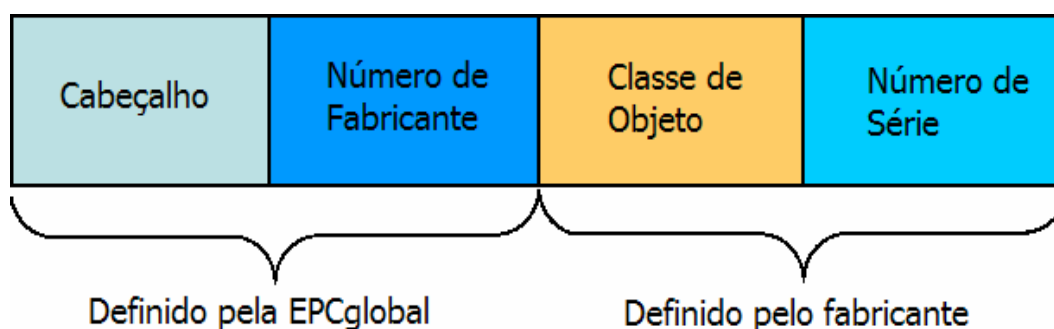 Cabeçalho
Número de
Fabricante
Classe de
Objeto
Número de
Série
Definido pela EPCglobal
Definido pelo fabricante